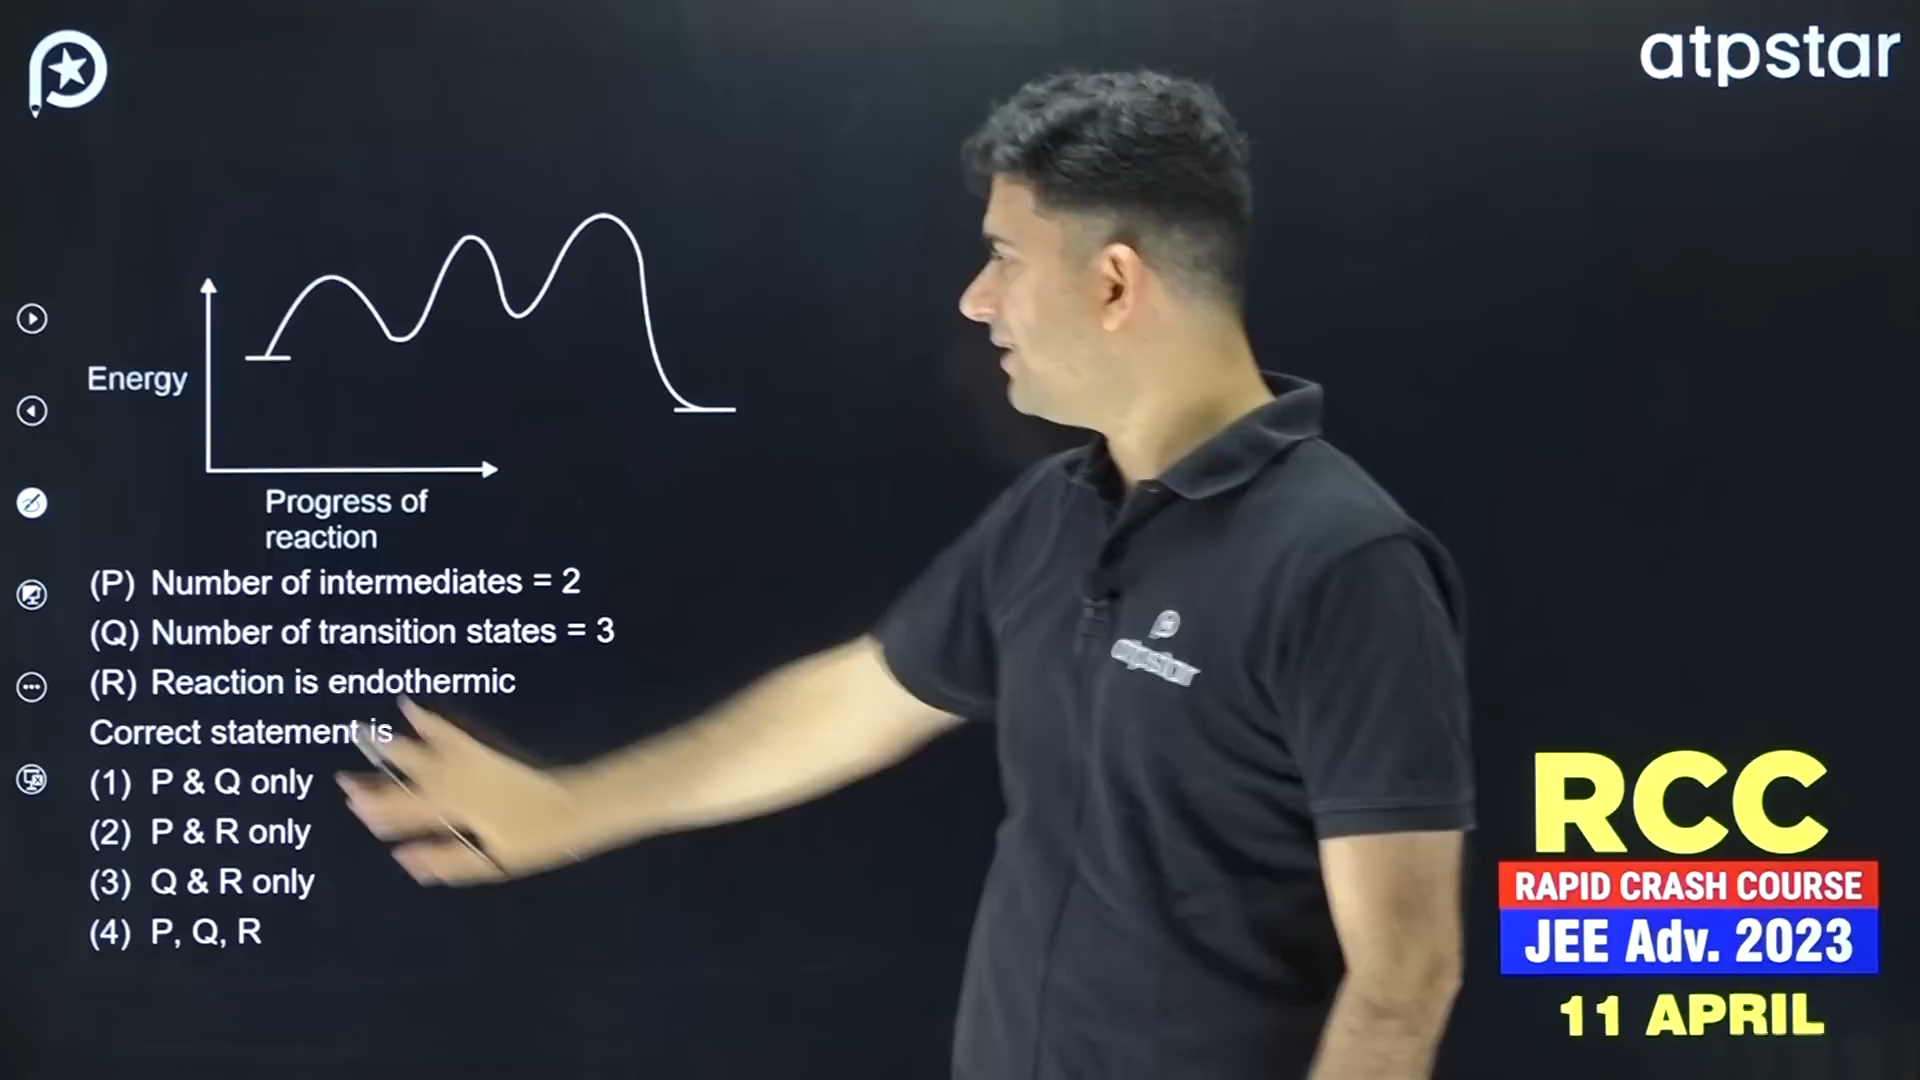 atpstar
Energy
Progress of
reaction
(P) Number of intermediates = 2
(Q) Number of transition states = 3
(R) Reaction is endothermic
Correct statement is
(1) P & Q only
(2) P & R only
(3) Q & R only
(4) P, Q, R
atpstar
RCC
RAPID CRASH COURSE
JEE Adv. 2023
11 APRIL